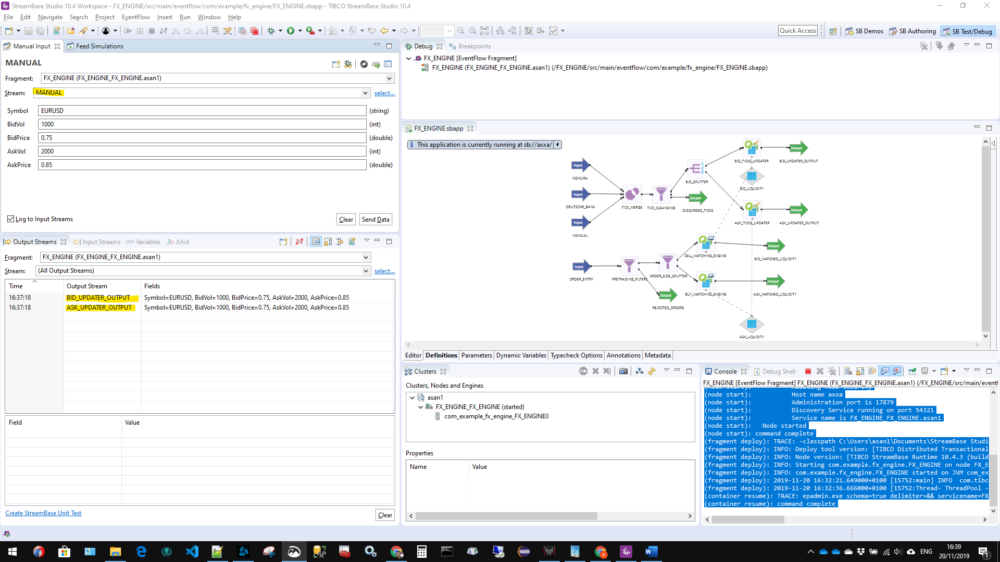 TIBCO StreamBase Studio 10.4 Workspace - FX_ENGINE/src/main/eventflow/com/example/fx_engine/FX_ENGINE.sbapp - TIBCO StreamBase Studio 10.4
File Edit Navigate Search Project EventFlow Insert Run Window Help
Quick Access SB Demos SB Authoring SB Test/Debug
Manual Input Feed Simulations
MANUAL
Fragment: FX_ENGINE (FX_ENGINE_FX_ENGINE.asan1)
Stream: MANUAL select...
Symbol EURUSD (string)
BidVol 1000 (int)
BidPrice 0.75 (double)
AskVol 2000 (int)
AskPrice 0.85 (double)
Log to Input Streams Clear Send Data
Output Streams Input Streams (x)= Variables JU JUnit
Fragment: FX_ENGINE (FX_ENGINE_FX_ENGINE.asan1)
Stream: (All Output Streams) select...
Time Output Stream Fields
16:37:18 BID_UPDATER_OUTPUT Symbol=EURUSD, BidVol=1000, BidPrice=0.75, AskVol=2000, AskPrice=0.85
16:37:18 ASK_UPDATER_OUTPUT Symbol=EURUSD, BidVol=1000, BidPrice=0.75, AskVol=2000, AskPrice=0.85
Field Value
Create StreamBase Unit Test Clear
Debug Breakpoints
FX_ENGINE [EventFlow Fragment]
FX_ENGINE (FX_ENGINE_FX_ENGINE.asan1) (/FX_ENGINE/src/main/eventflow/com/example/fx_engine/FX_ENGINE.sbapp)
FX_ENGINE.sbapp
This application is currently running at sb://axxa/
Output
BID_TICKS_UPDATER BID_UPDATER_OUTPUT
Input
NOMURA
BID_SPLITTER
BID_LIQUIDITY
Input
DEUTSCHE_BANK TICK_MERGE TICK_CLEANSING
Output
DISCARDED_TICKS
Output
ASK_TICKS_UPDATER ASK_UPDATER_OUTPUT
Input
MANUAL
Output
SELL_MATCHING_ENGINE BID_MATCHED_LIQUIDITY
Input
ORDER_ENTRY PRETRADING_FILTERS ORDER_SIDE_SPLITTER
Output
BUY_MATCHING_ENGINE ASK_MATCHED_LIQUIDITY
Output
REJECTED_ORDERS
ASK_LIQUIDITY
Editor Definitions Parameters Dynamic Variables Typecheck Options Annotations Metadata
Clusters
Clusters, Nodes and Engines
asan1
FX_ENGINE_FX_ENGINE (started)
com_example_fx_engine_FX_ENGINE0
Properties
Name Value
Console Debug Shell
FX_ENGINE [EventFlow Fragment] FX_ENGINE (FX_ENGINE_FX_ENGINE.asan1) (/FX_ENGINE/src/main/eventf
(node start): Auditing node security
(node start): Host name axxa
(node start): Administration port is 17879
(node start): Discovery Service running on port 54321
(node start): Service name is FX_ENGINE_FX_ENGINE.asan1
(node start): Node started
(node start): command complete
(fragment deploy): TRACE: -classpath C:\Users\asan1\Documents\StreamBase Studi
(fragment deploy): INFO: Deploy tool version: [TIBCO Distributed Transactional
(fragment deploy): INFO: Node version: [TIBCO StreamBase Runtime 10.4.3 (build
(fragment deploy): INFO: Starting com.example.fx_engine.FX_ENGINE on node FX_E
(fragment deploy): INFO: com.example.fx_engine.FX_ENGINE started on JVM com_ex
(fragment deploy): 2019-11-20 16:32:21.649000+0100 [15752:main] INFO com.tibc
(fragment deploy): 2019-11-20 16:32:36.666000+0100 [15752:Thread- ThreadPool -
(container resume): TRACE: epadmin.exe schema=true delimiter=&& servicename=FX
(container resume): command complete
ENG 16:39
20/11/2019